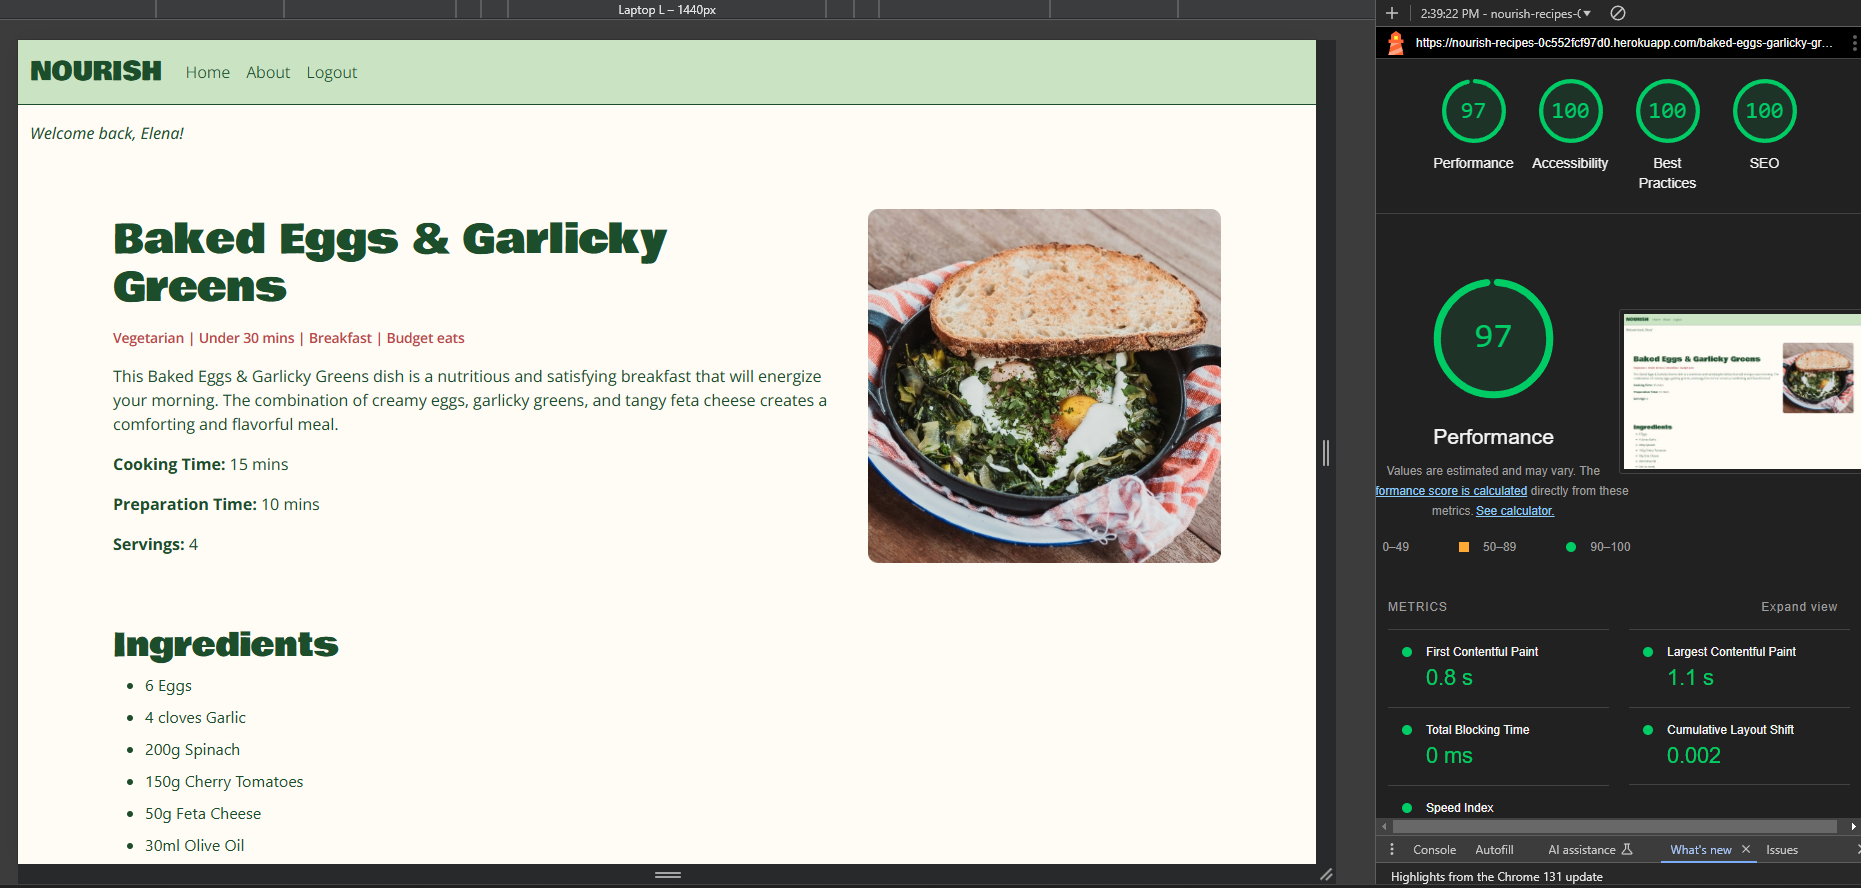 Laptop L – 1440px
NOURISH Home About Logout
Welcome back, Elena!
Baked Eggs & Garlicky
Greens
Vegetarian | Under 30 mins | Breakfast | Budget eats
This Baked Eggs & Garlicky Greens dish is a nutritious and satisfying breakfast that will energize
your morning. The combination of creamy eggs, garlicky greens, and tangy feta cheese creates a
comforting and flavorful meal.
Cooking Time: 15 mins
Preparation Time: 10 mins
Servings: 4
Ingredients
6 Eggs
4 cloves Garlic
200g Spinach
150g Cherry Tomatoes
50g Feta Cheese
30ml Olive Oil
2:39:22 PM - nourish-recipes-(
https://nourish-recipes-0c552fcf97d0.herokuapp.com/baked-eggs-garlicky-gr…
97 100 100 100
Performance Accessibility Best SEO
Practices
97
Performance
Values are estimated and may vary. The
formance score is calculated directly from these
metrics. See calculator.
0–49 50–89 90–100
NOURISH
Baked Eggs & Garlicky Greens
Ingredients
METRICS Expand view
First Contentful Paint Largest Contentful Paint
0.8 s 1.1 s
Total Blocking Time Cumulative Layout Shift
0 ms 0.002
Speed Index
Console Autofill AI assistance What's new Issues
Highlights from the Chrome 131 update